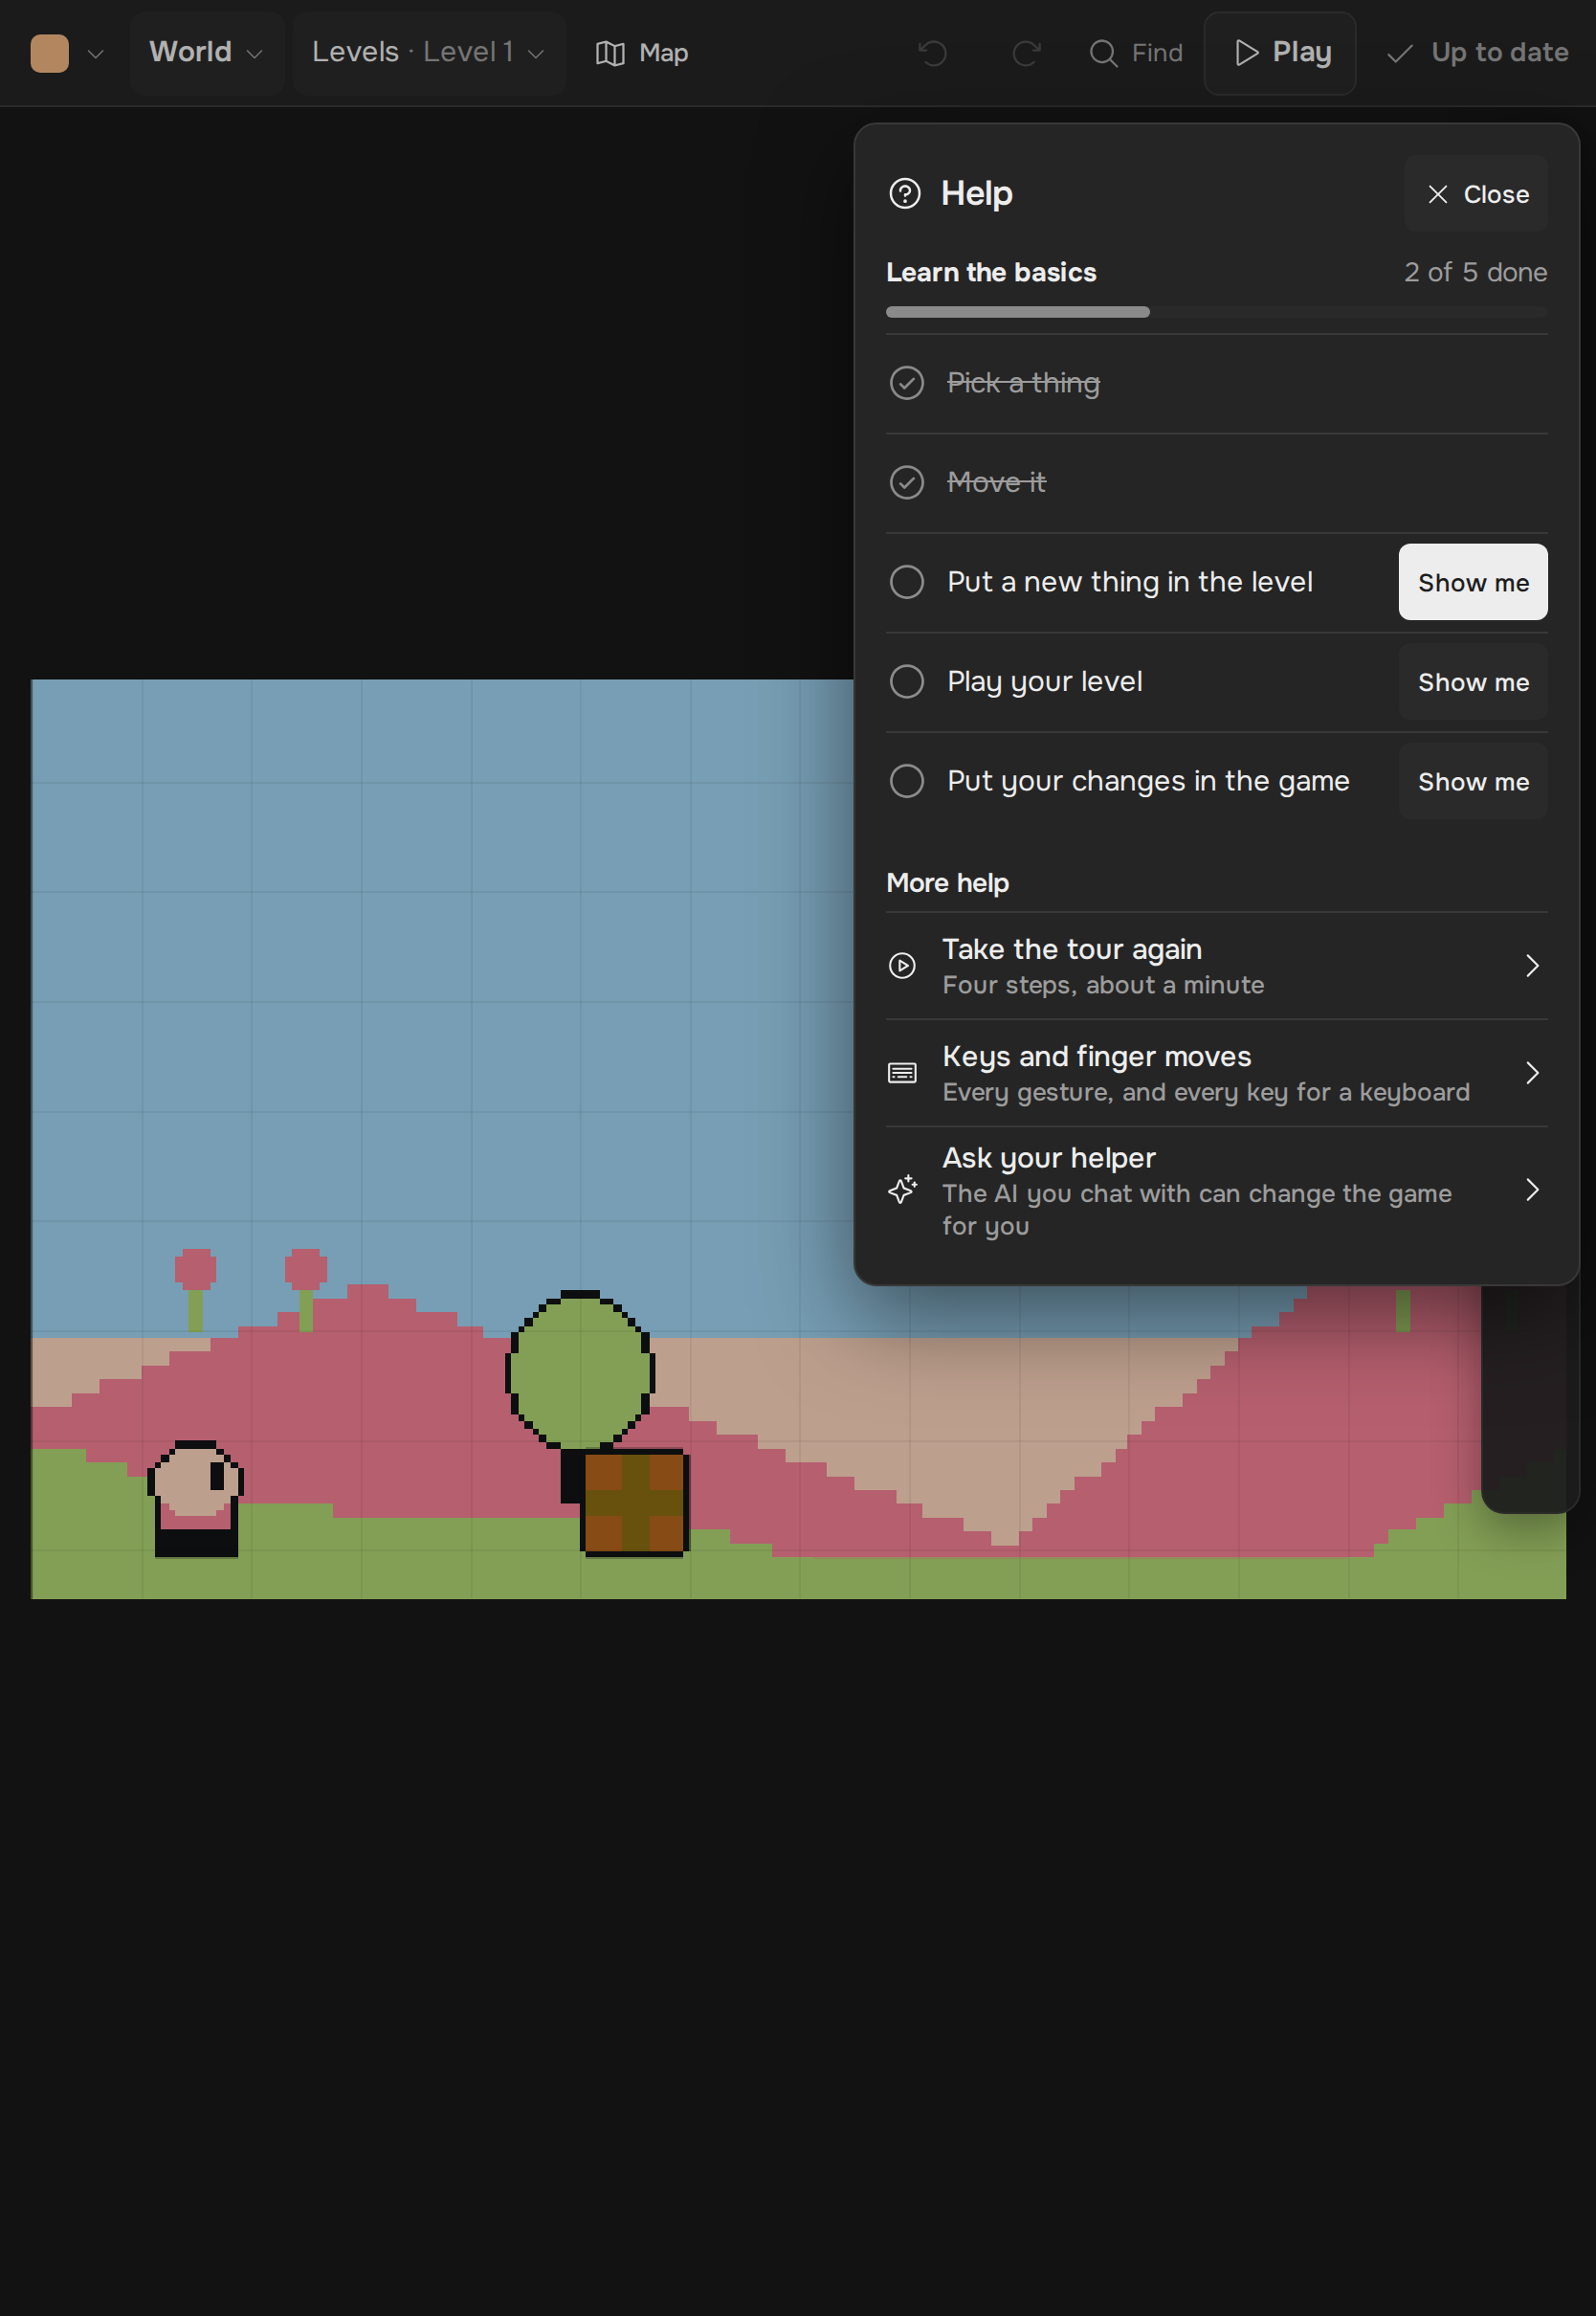 World
Levels · Level 1
Map
Find
Play
Up to date
Help
Close
Learn the basics
2 of 5 done
Pick a thing
Move it
Put a new thing in the level
Show me
Play your level
Show me
Put your changes in the game
Show me
More help
Take the tour again
Four steps, about a minute
Keys and finger moves
Every gesture, and every key for a keyboard
Ask your helper
The AI you chat with can change the game
for you